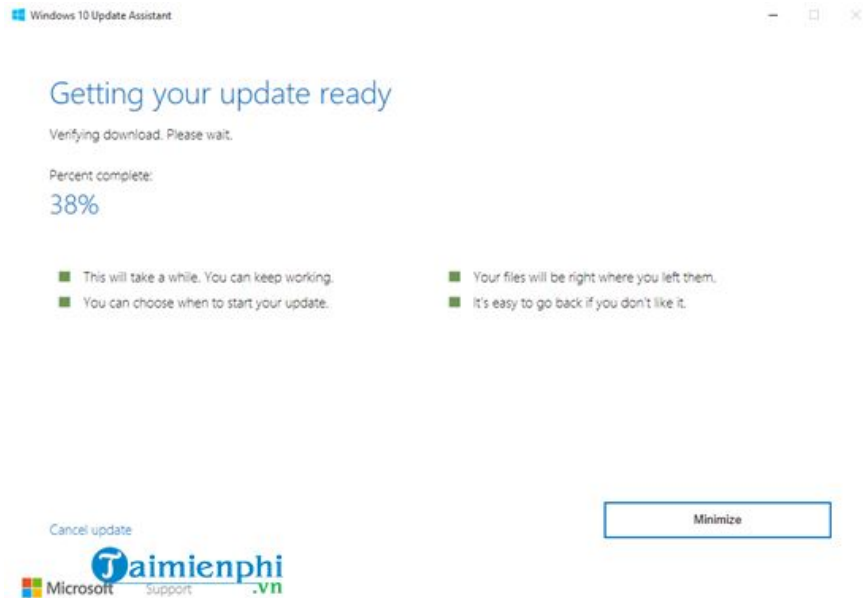 Windows 10 Update Assistant
Getting your update ready
Verifying download. Please wait.
Percent complete:
38%
This will take a while. You can keep working.
You can choose when to start your update.
Your files will be right where you left them.
It's easy to go back if you don't like it.
Minimize
Cancel update
Taimienphi
.vn
Microsoft
Support